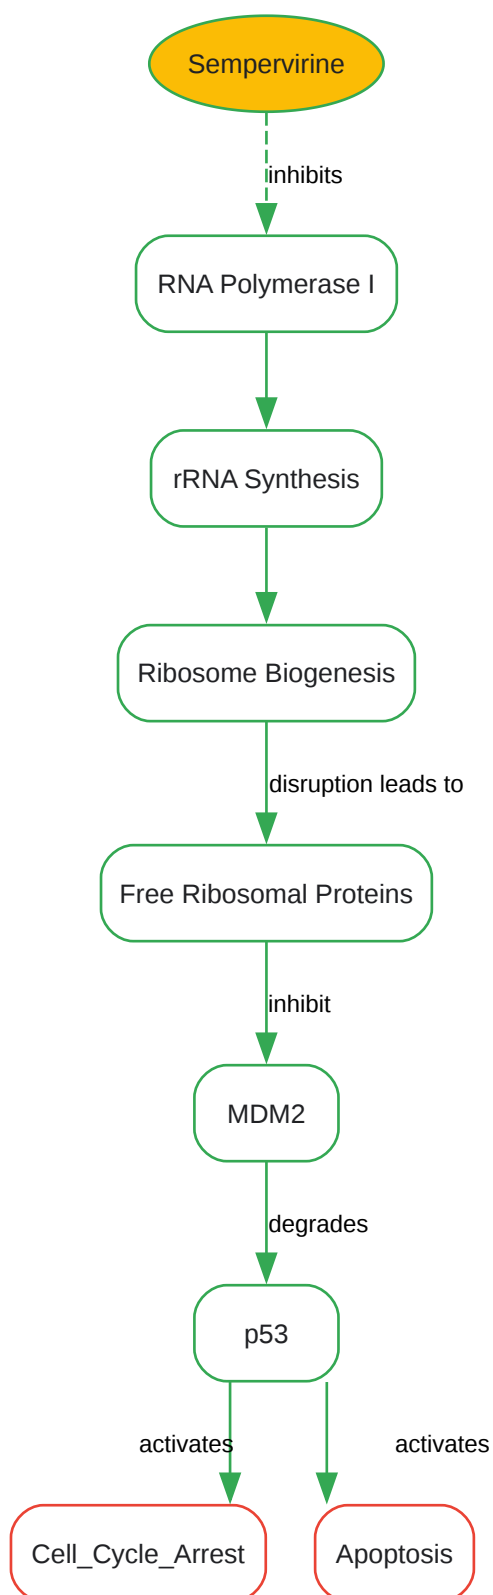 Sempervirine
inhibits
RNA Polymerase I
rRNA Synthesis
Ribosome Biogenesis
disruption leads to
Free Ribosomal Proteins
inhibit
MDM2
degrades
p53
activates
activates
Cell_Cycle_Arrest
Apoptosis